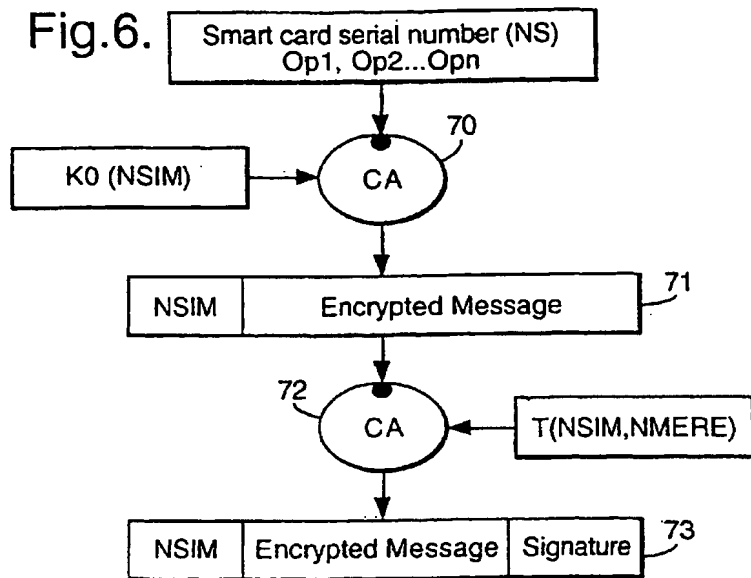 Fig.6.
Smart card serial number (NS)
Op1, Op2...Opn
70
K0 (NSIM)
CA
71
NSIM Encrypted Message
72
CA
T(NSIM,NMERE)
NSIM Encrypted Message Signature
73